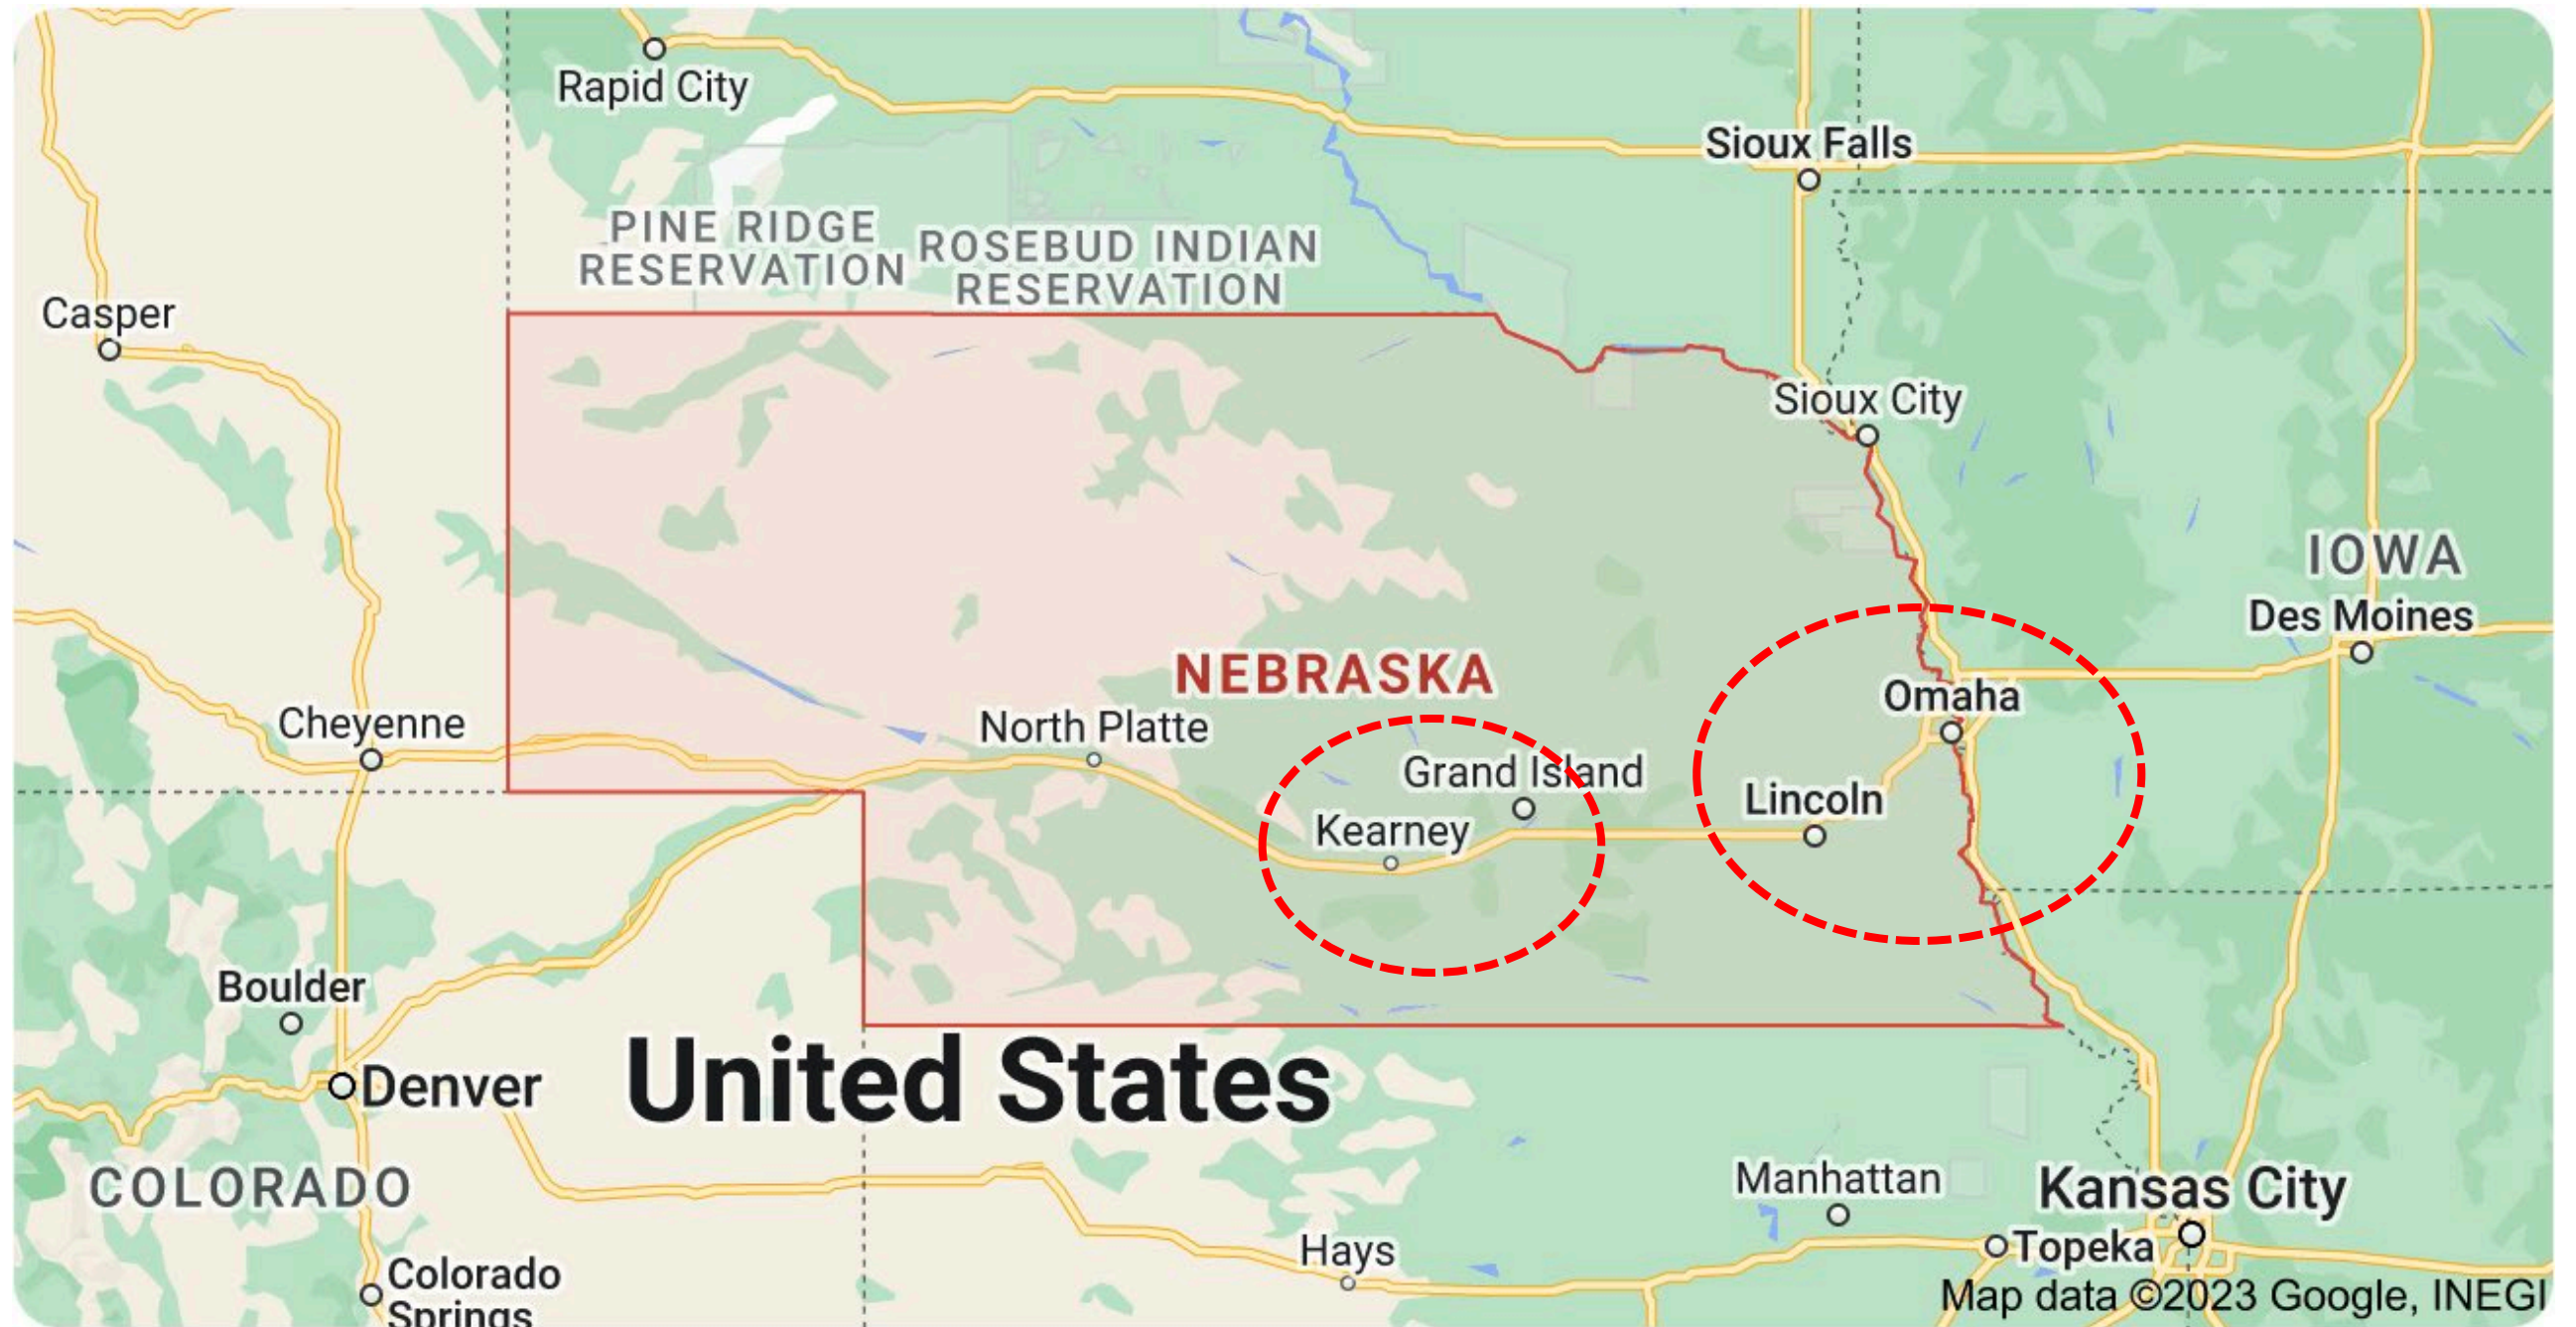 Rapid City
Sioux Falls
PINE RIDGE
RESERVATION
ROSEBUD INDIAN
RESERVATION
Casper
Sioux City
IOWA
Des Moines
NEBRASKA
Omaha
Cheyenne
North Platte
Grand Island
Lincoln
Kearney
Boulder
Denver
United States
COLORADO
Manhattan
Kansas City
Hays
Topeka
Colorado
Springs
Map data ©2023 Google, INEGI